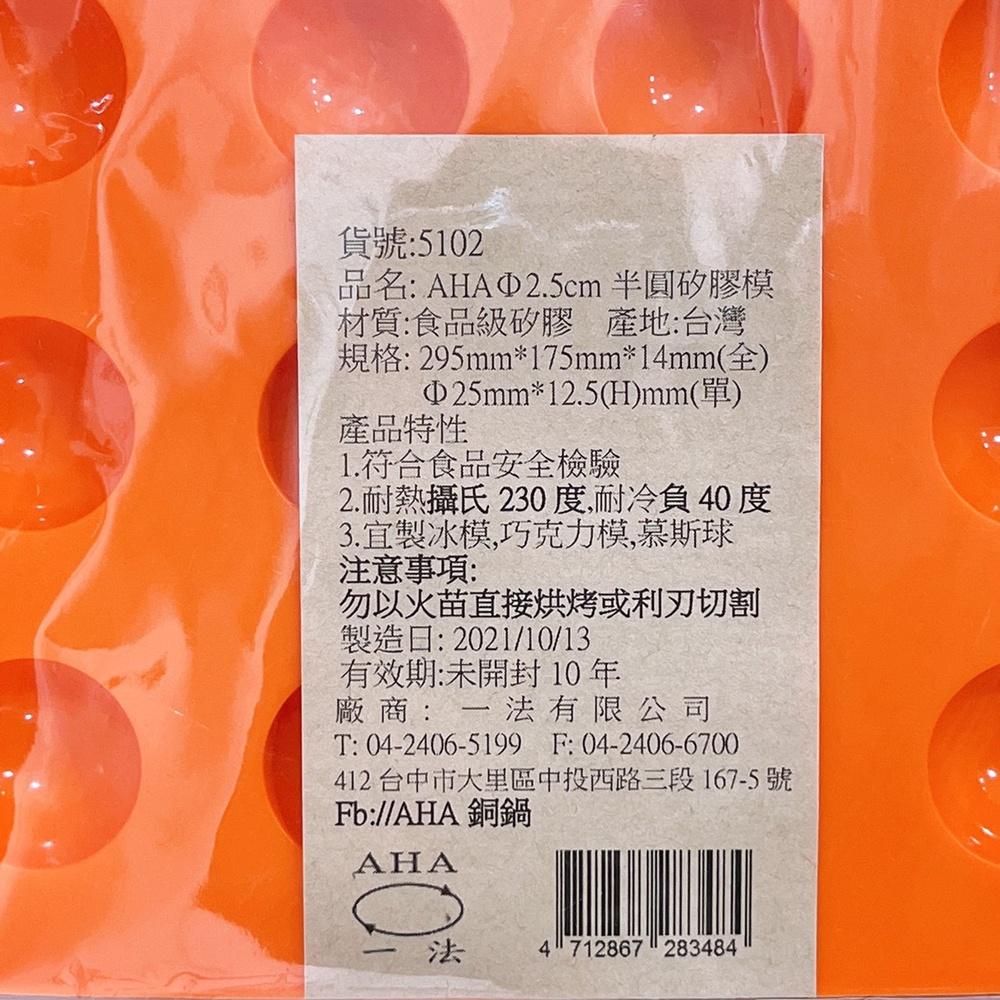 貨號:5102
品名: AHAΦ2.5cm 半圓矽膠模
材質:食品級矽膠 產地:台灣
規格: 295mm*175mm*14mm(全)
Φ25mm*12.5(H)mm(單)
產品特性
1.符合食品安全檢驗
2.耐熱攝氏 230 度,耐冷負 40 度
3.宜製冰模,巧克力模,慕斯球
注意事項:
勿以火苗直接烘烤或利刃切割
製造日: 2021/10/13
有效期:未開封 10 年
廠商: 一法有限公司
T: 04-2406-5199 F: 04-2406-6700
412 台中市大里區中投西路三段 167-5 號
Fb://AHA 銅鍋
AHA
一 法
4 712867 283484